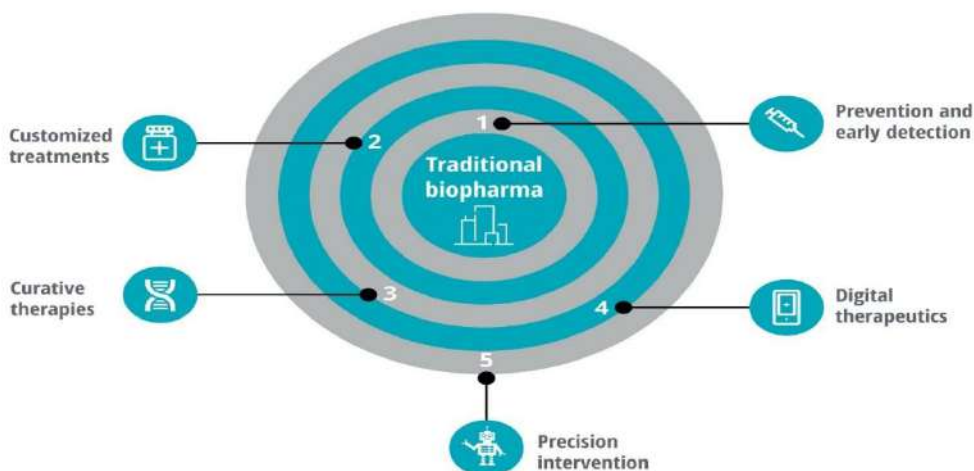 1
Prevention and
early detection
Customized
treatments
2
Traditional
biopharma
Curative
therapies
3
4
Digital
therapeutics
5
Precision
intervention